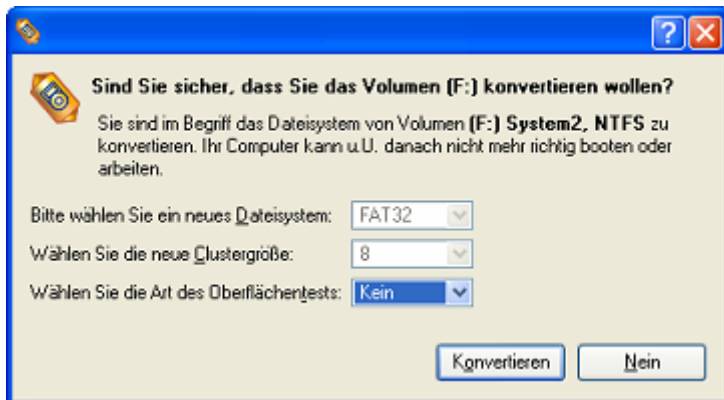 Sind Sie sicher, dass Sie das Volumen (F:) konvertieren wollen?
Sie sind im Begriff das Dateisystem von Volumen (F:) System2, NTFS zu
konvertieren. Ihr Computer kann u.U. danach nicht mehr richtig booten oder
arbeiten.
Bitte wählen Sie ein neues Dateisystem: FAT32
Wählen Sie die neue Clustergröße: 8
Wählen Sie die Art des Oberflächentests: Kein
Konvertieren Nein